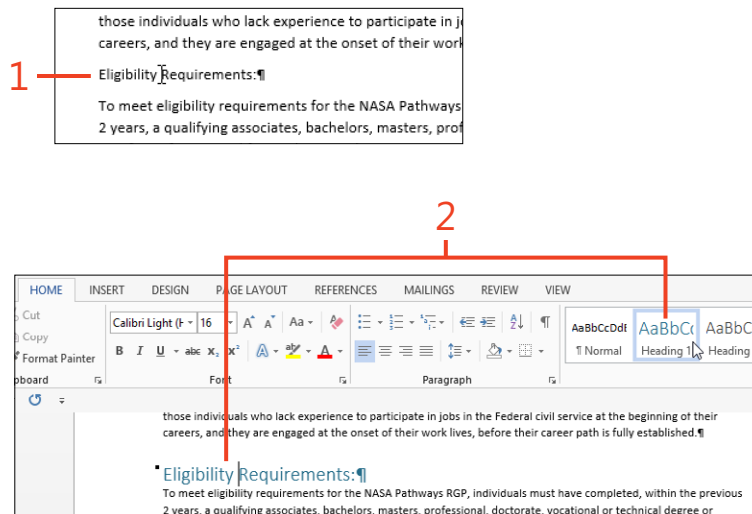 those individuals who lack experience to participate in
careers, and they are engaged at the onset of their work
1
Eligibility Requirements:¶
To meet eligibility requirements for the NASA Pathways
2 years, a qualifying associates, bachelors, masters, prof
2
HOME INSERT DESIGN PAGE LAYOUT REFERENCES MAILINGS REVIEW VIEW
Cut
Copy
Format Painter
Calibri Light (H 16 A A Aa
B I U abc x₂ x² A aby A
AaBbCcDdE AaBbC AaBbC
¶ Normal Heading 1 Heading
pboard Font Paragraph
those individuals who lack experience to participate in jobs in the Federal civil service at the beginning of their
careers, and they are engaged at the onset of their work lives, before their career path is fully established.¶
Eligibility Requirements:¶
To meet eligibility requirements for the NASA Pathways RGP, individuals must have completed, within the previous
2 years, a qualifying associates, bachelors, masters, professional, doctorate, vocational or technical degree or